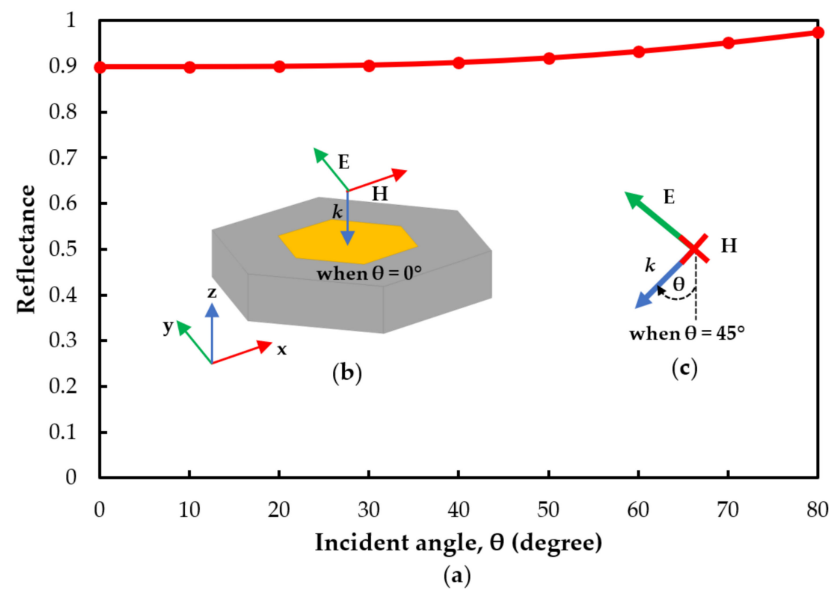 1
0.9
0.8
0.7
0.6
0.5
0.4
0.3
0.2
0.1
0
Reflectance
E
H
k
when θ = 0°
z
y
x
(b)
E
H
k
θ
when θ = 45°
(c)
0 10 20 30 40 50 60 70 80
Incident angle, θ (degree)
(a)